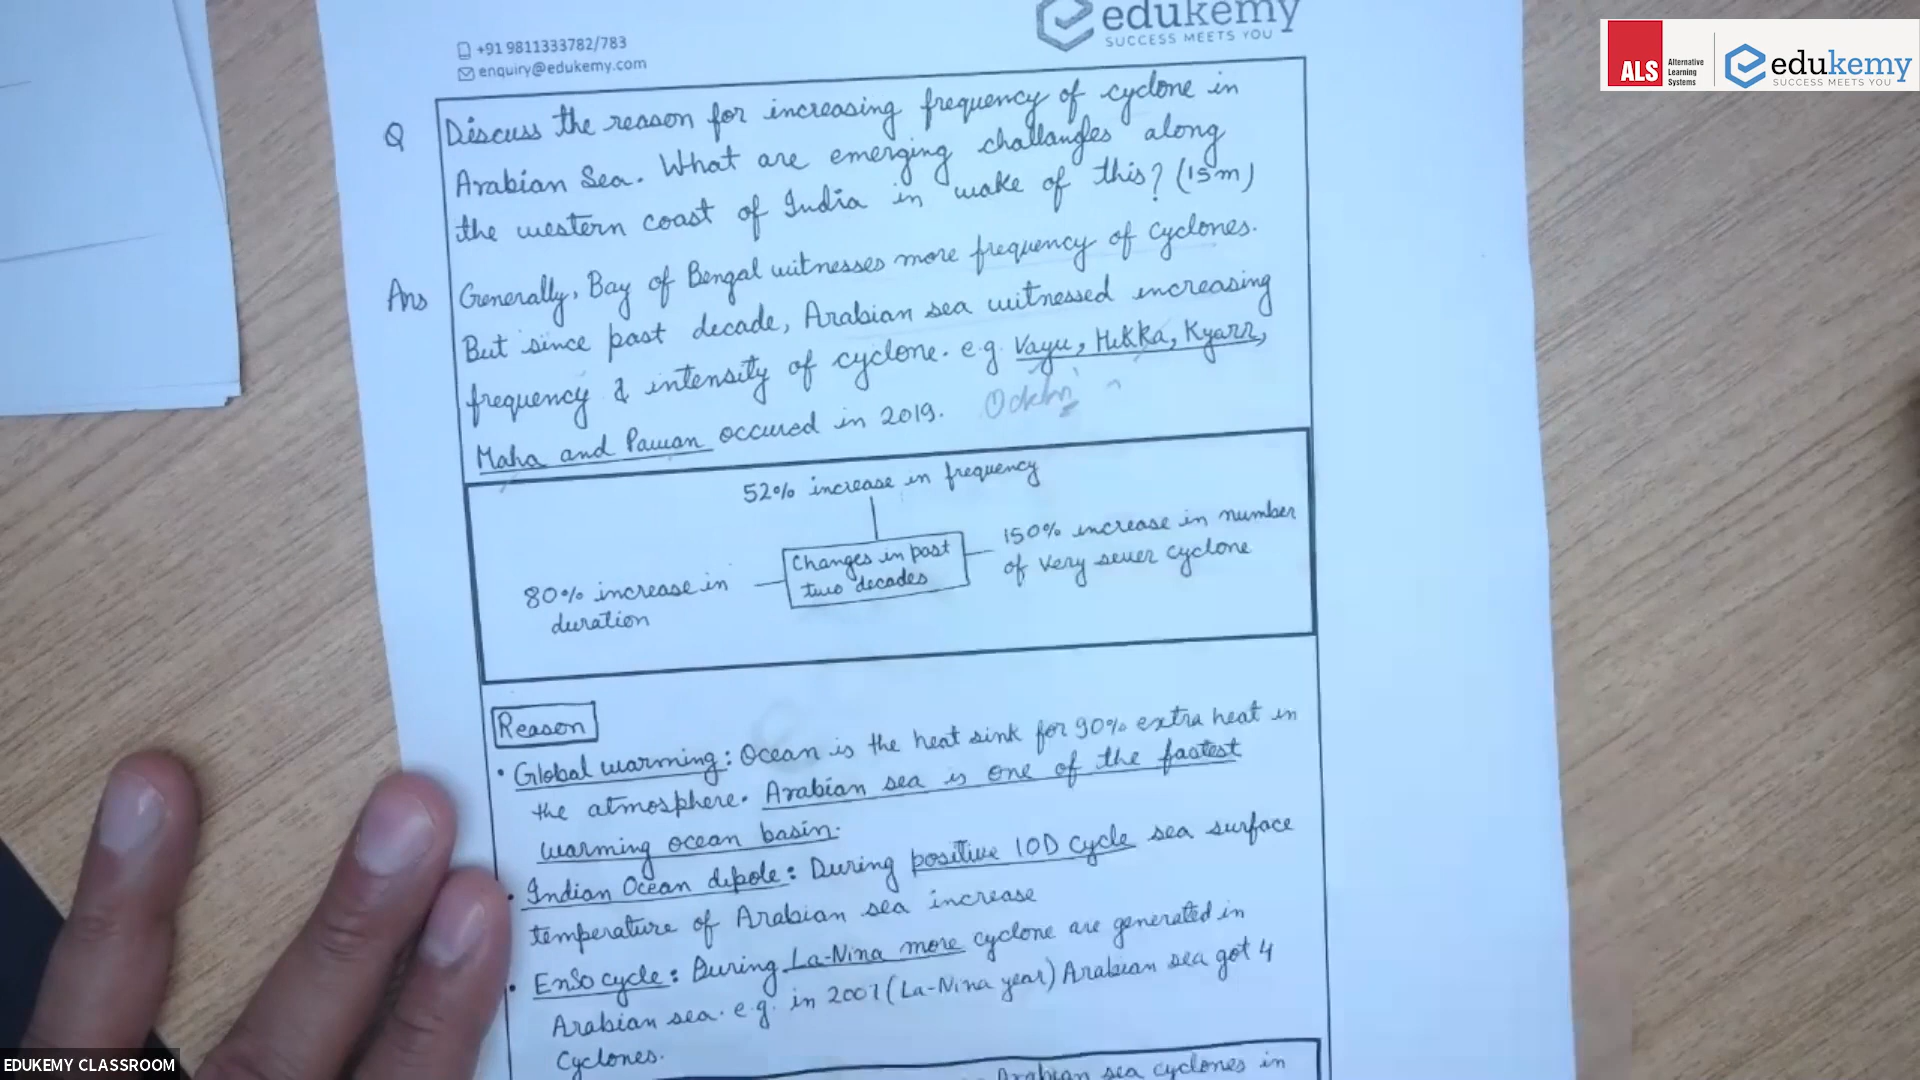 +91 9811333782/783
enquiry@edukemy.com
edukemy
SUCCESS MEETS YOU
ALS
Alternative
Learning
Systems
edukemy
SUCCESS MEETS YOU
Q Discuss the reason for increasing frequency of cyclone in
Arabian Sea. What are emerging challanges along
the western coast of India in wake of this? (15m)
Ans Generally, Bay of Bengal witnesses more frequency of cyclones.
But since past decade, Arabian sea witnessed increasing
frequency & intensity of cyclone. e.g. Vayu, Hikka, Kyarr,
Maha and Pawan occured in 2019. Ockhi
52% increase in frequency
Changes in past
two decades
150% increase in number
of very sever cyclone
80% increase in
duration
Reason
• Global warming: Ocean is the heat sink for 90% extra heat in
the atmosphere. Arabian sea is one of the fastest
warming ocean basin.
• Indian Ocean dipole: During positive IOD cycle sea surface
temperature of Arabian sea increase
• Enso cycle: During La-Nina more cyclone are generated in
Arabian sea. e.g. in 2007 (La-Nina year) Arabian sea got 4
Cyclones.
Arabian sea cyclones in
EDUKEMY CLASSROOM